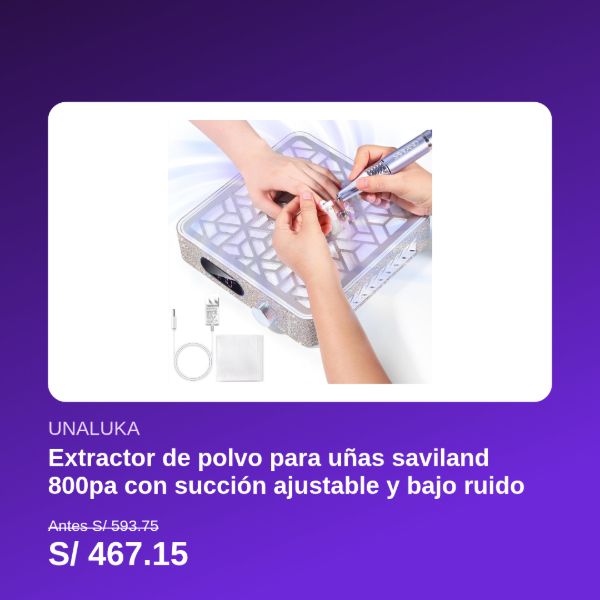 UNALUKA
Extractor de polvo para uñas saviland
800pa con succión ajustable y bajo ruido
Antes S/ 593.75
S/ 467.15